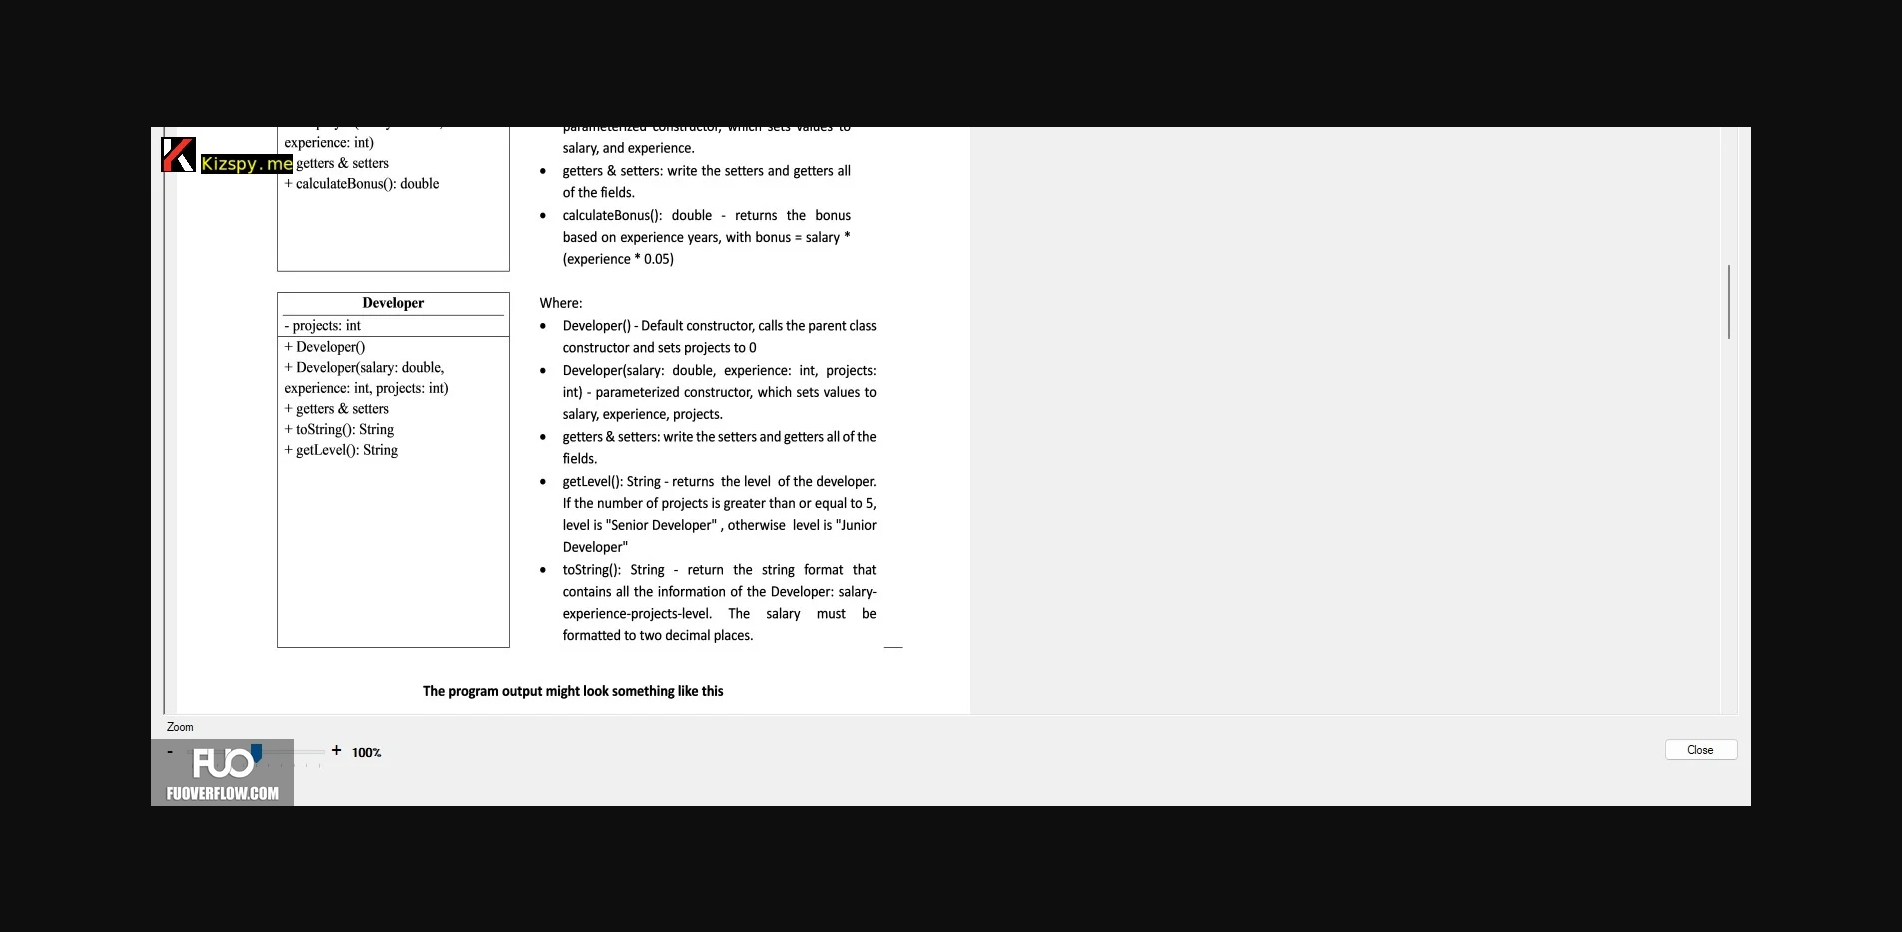 parameterized constructor, which sets values to
experience: int)
getters & setters
+ calculateBonus(): double
salary, and experience.
• getters & setters: write the setters and getters all
of the fields.
• calculateBonus(): double - returns the bonus
based on experience years, with bonus = salary *
(experience * 0.05)
Kizspy.me
Developer
- projects: int
+ Developer()
+ Developer(salary: double,
experience: int, projects: int)
+ getters & setters
+ toString(): String
+ getLevel(): String
Where:
• Developer() - Default constructor, calls the parent class
constructor and sets projects to 0
• Developer(salary: double, experience: int, projects:
int) - parameterized constructor, which sets values to
salary, experience, projects.
• getters & setters: write the setters and getters all of the
fields.
• getLevel(): String - returns the level of the developer.
If the number of projects is greater than or equal to 5,
level is "Senior Developer" , otherwise level is "Junior
Developer"
• toString(): String - return the string format that
contains all the information of the Developer: salary-
experience-projects-level. The salary must be
formatted to two decimal places.
The program output might look something like this
Zoom
- + 100%
Close
FUO
FUOVERFLOW.COM